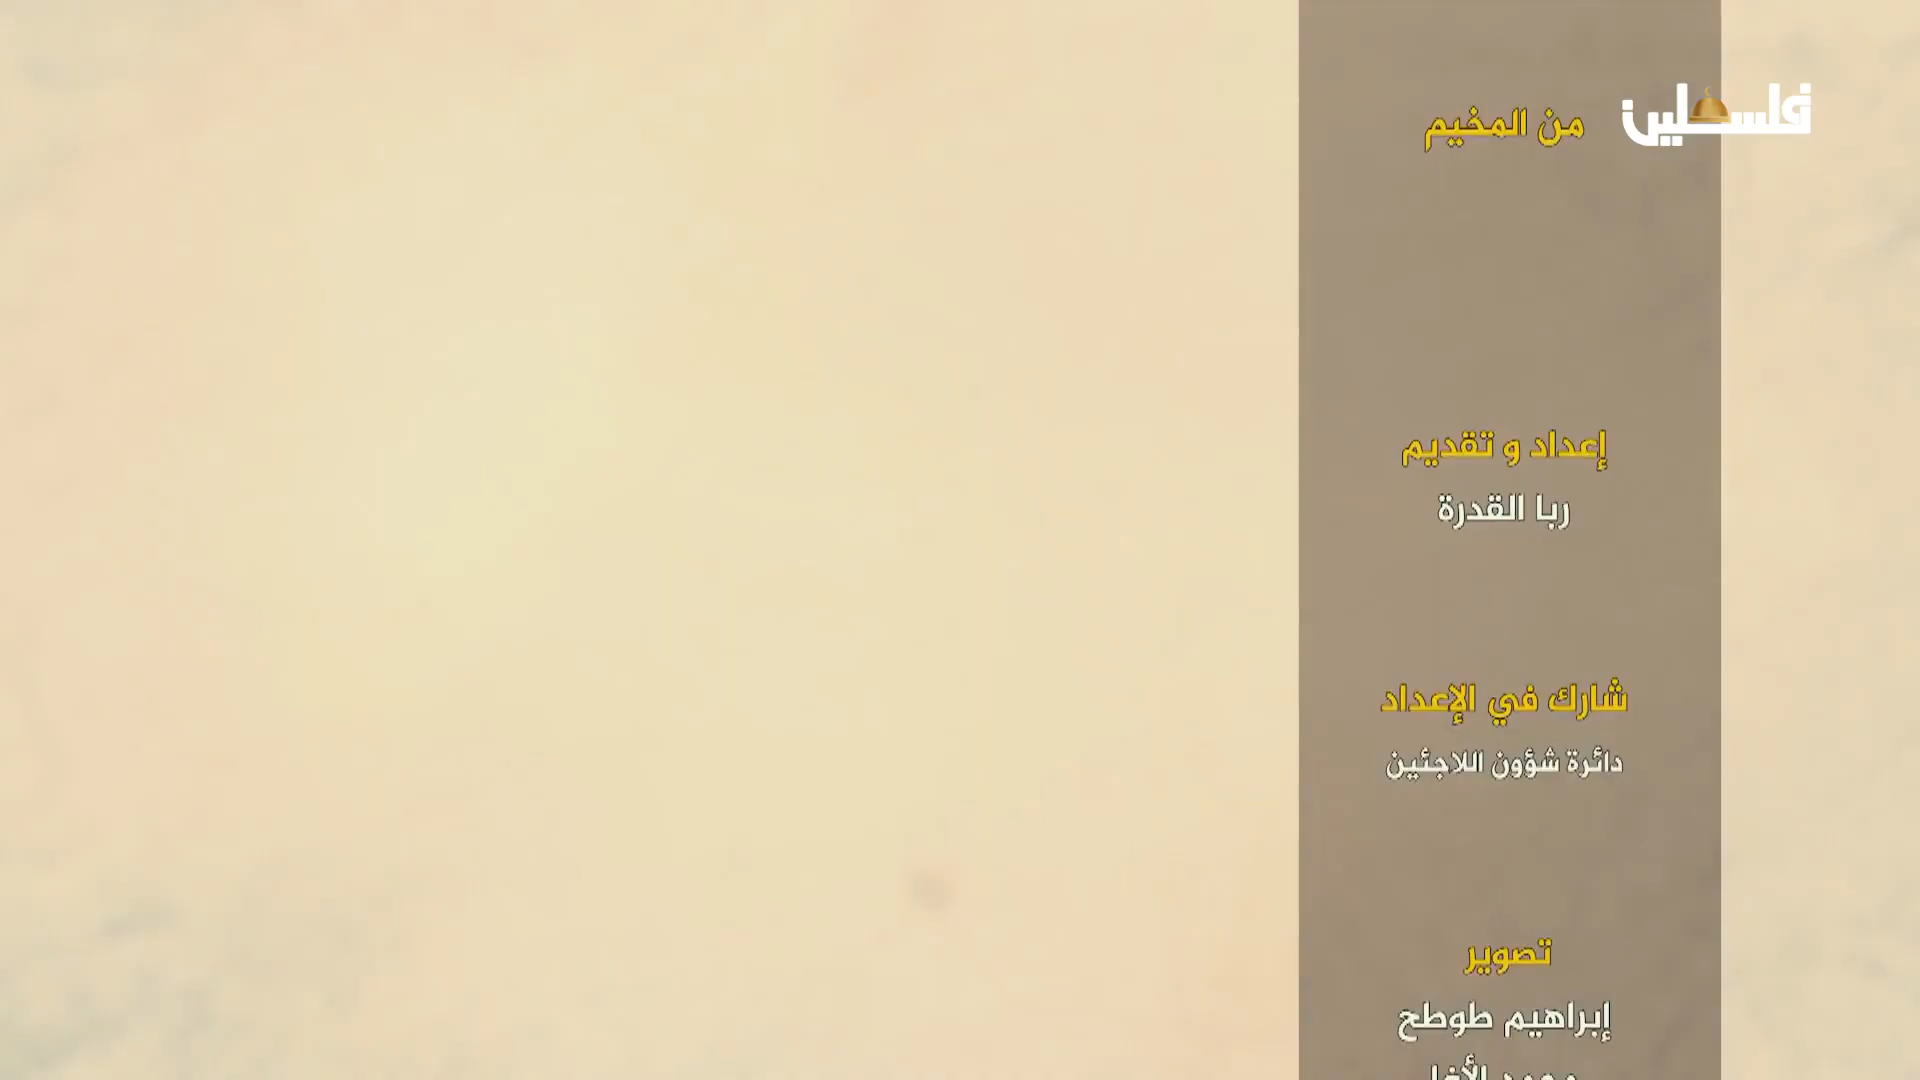 فلسطين
من المخيم
إعداد و تقديم
ربا القدرة
شارك في الإعداد
دائرة شؤون اللاجئين
تصوير
إبراهيم طوطح